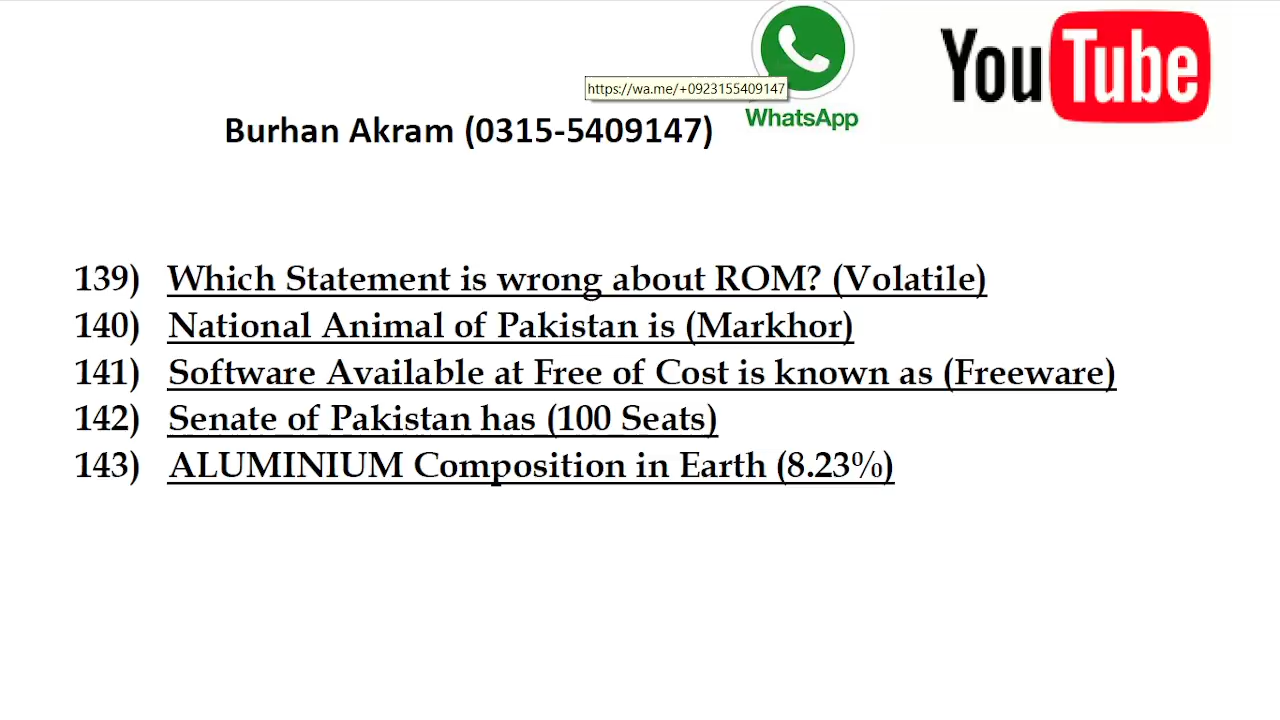 YouTube
https://wa.me/+0923155409147
WhatsApp
Burhan Akram (0315-5409147)
139) Which Statement is wrong about ROM? (Volatile)
140) National Animal of Pakistan is (Markhor)
141) Software Available at Free of Cost is known as (Freeware)
142) Senate of Pakistan has (100 Seats)
143) ALUMINIUM Composition in Earth (8.23%)